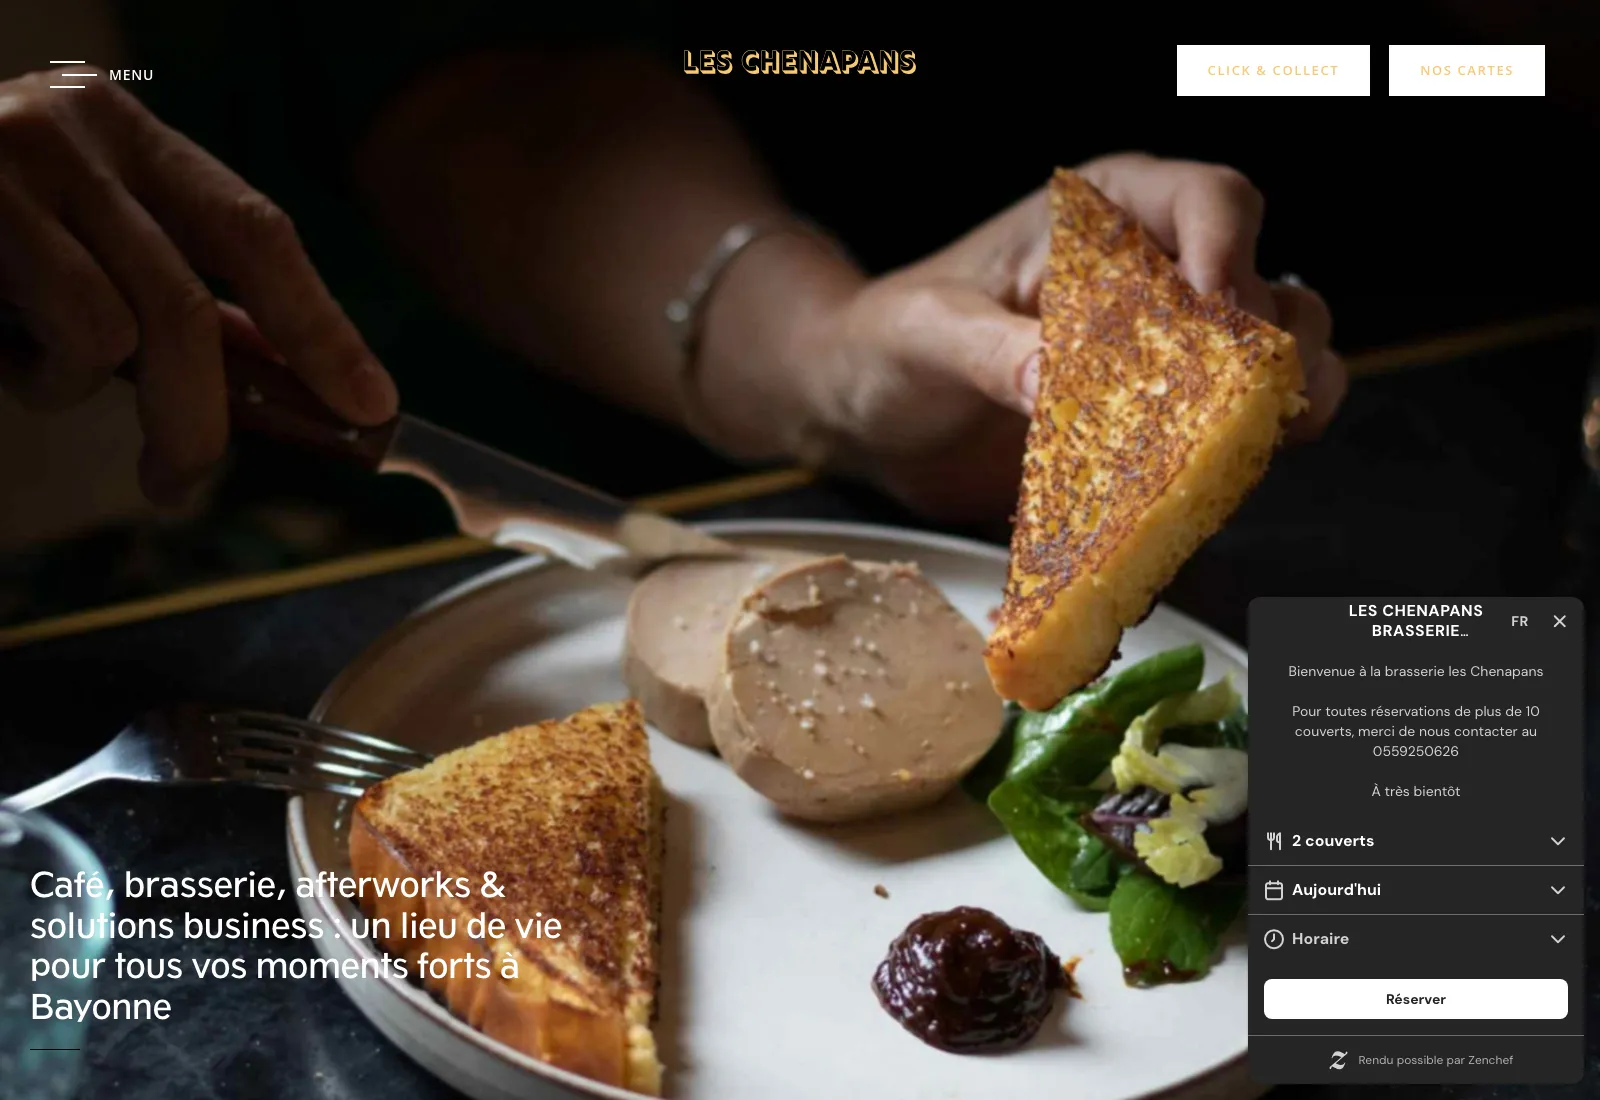 MENU
LES CHENAPANS
CLICK & COLLECT
NOS CARTES
Café, brasserie, afterworks &
solutions business : un lieu de vie
pour tous vos moments forts à
Bayonne
LES CHENAPANS
BRASSERIE…
FR
Bienvenue à la brasserie les Chenapans
Pour toutes réservations de plus de 10
couverts, merci de nous contacter au
0559250626
À très bientôt
2 couverts
Aujourd'hui
Horaire
Réserver
Rendu possible par Zenchef